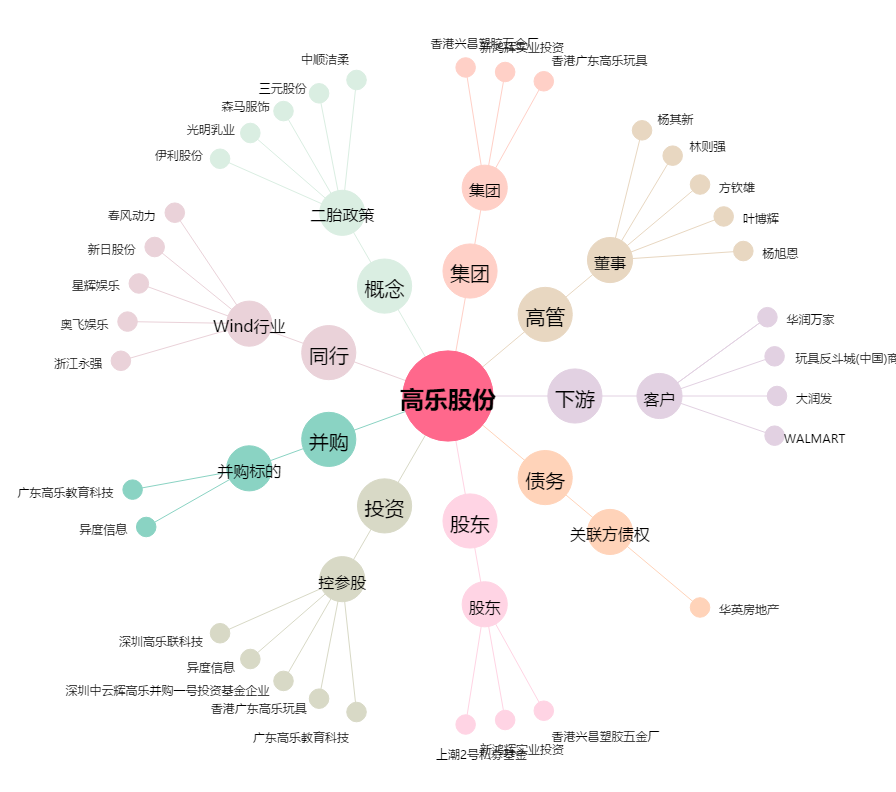 高乐股份
集团
集团
香港兴昌塑胶五金厂
新鸿辉实业投资
香港广东高乐玩具
高管
董事
杨其新
林则强
方钦雄
叶博辉
杨旭恩
下游
客户
华润万家
玩具反斗城(中国)商
大润发
WALMART
债务
关联方债权
华英房地产
股东
股东
香港兴昌塑胶五金厂
新鸿辉实业投资
上潮2号私募基金
投资
控参股
广东高乐教育科技
香港广东高乐玩具
深圳中云辉高乐并购一号投资基金企业
异度信息
深圳高乐联科技
并购
并购标的
异度信息
广东高乐教育科技
同行
Wind行业
浙江永强
奥飞娱乐
星辉娱乐
新日股份
春风动力
概念
二胎政策
伊利股份
光明乳业
森马服饰
三元股份
中顺洁柔